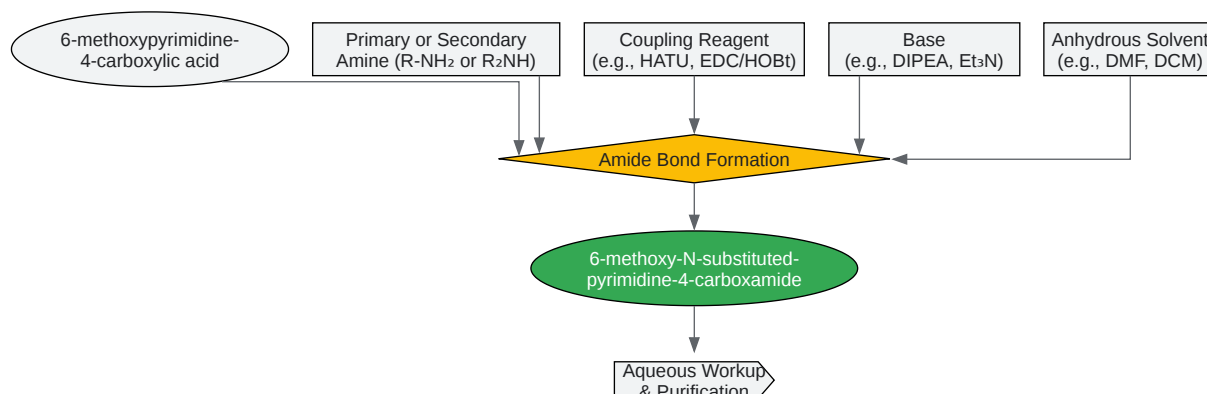 6-methoxypyrimidine-
4-carboxylic acid
Primary or Secondary
Amine (R-NH₂ or R₂NH)
Coupling Reagent
(e.g., HATU, EDC/HOBt)
Base
(e.g., DIPEA, Et₃N)
Anhydrous Solvent
(e.g., DMF, DCM)
Amide Bond Formation
6-methoxy-N-substituted-
pyrimidine-4-carboxamide
Aqueous Workup
& Purification